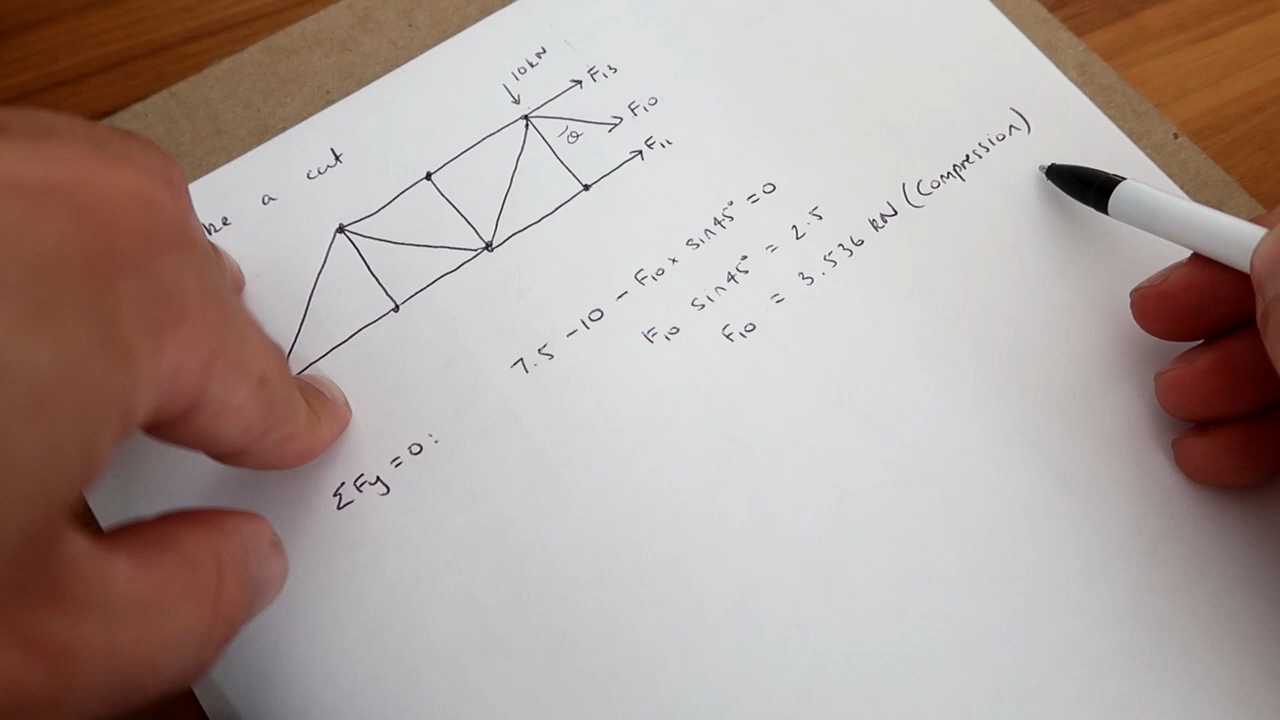 ke a cut
10kN
F13
F10
θ
F11
7.5 - 10 - F10 × sin45° = 0
F10 sin45° = 2.5
F10 = 3.536 kN (Compression)
ΣFy = 0: